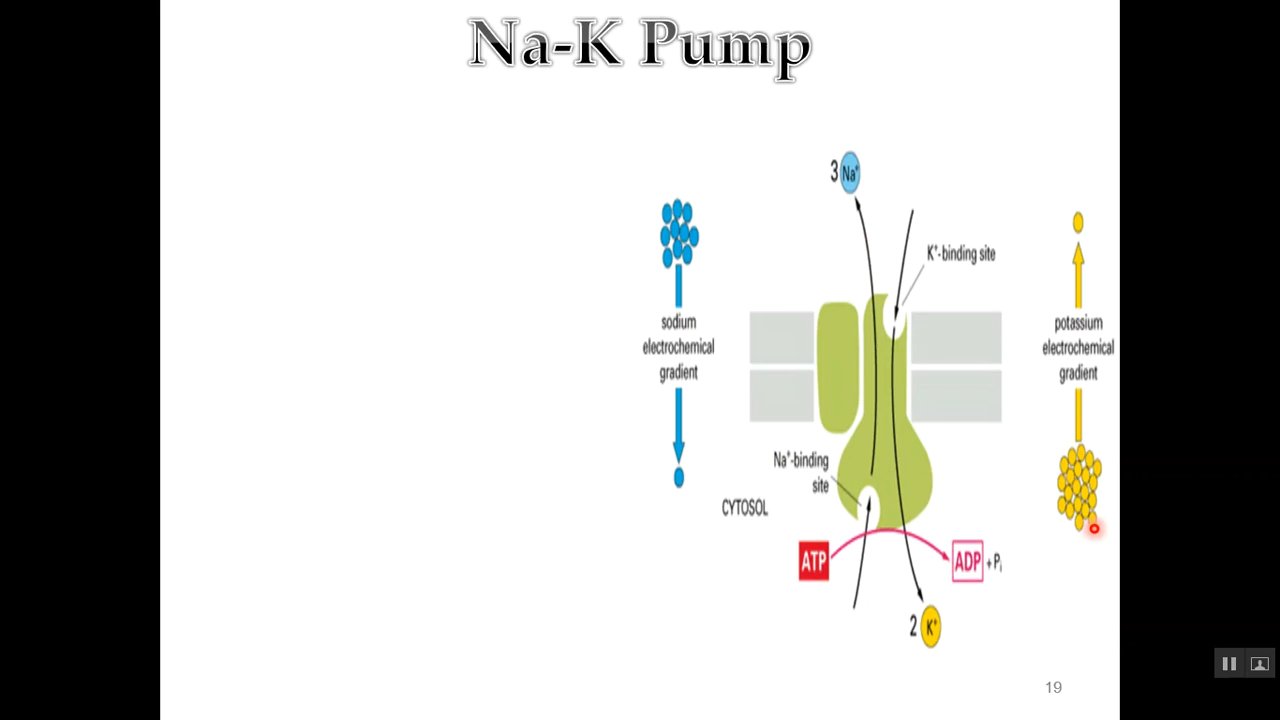 Na-K Pump
3 Na⁺
K⁺-binding site
sodium
electrochemical
gradient
potassium
electrochemical
gradient
Na⁺-binding
site
CYTOSOL
ATP
ADP + Pᵢ
2 K⁺
19